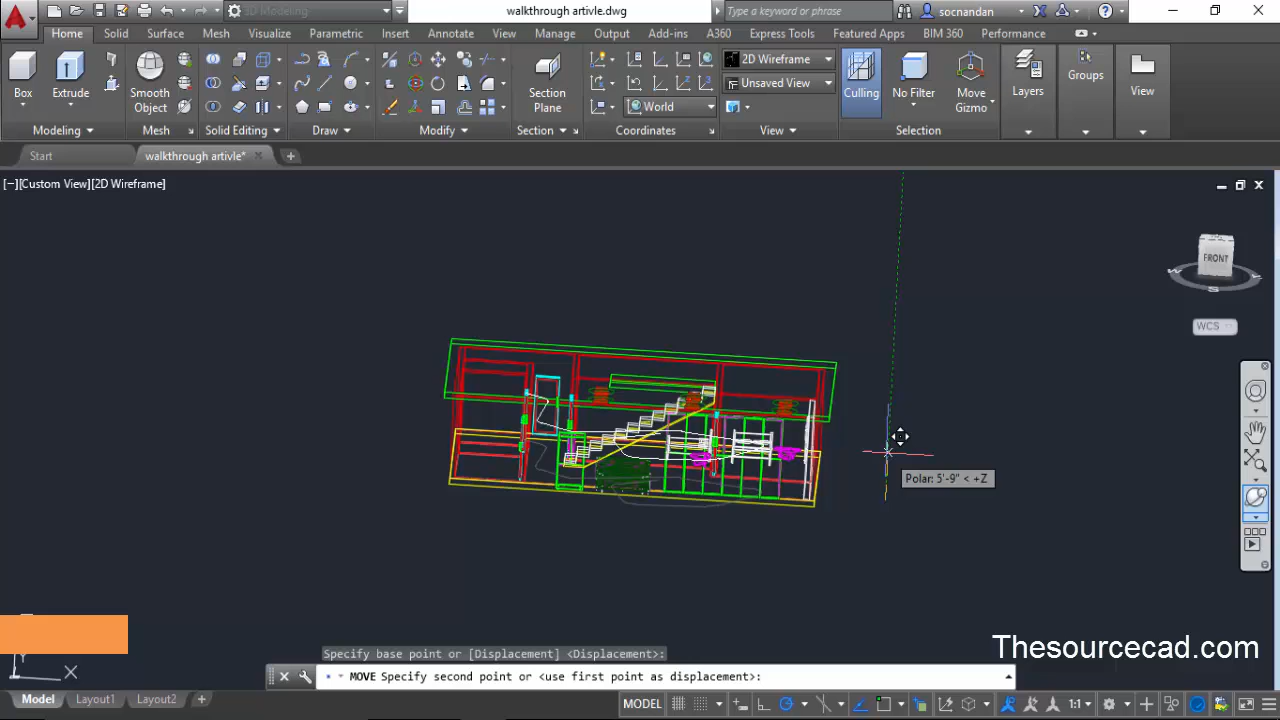 3D Modeling
walkthrough artivle.dwg
Type a keyword or phrase
socnandan
Home Solid Surface Mesh Visualize Parametric Insert Annotate View Manage Output Add-ins A360 Express Tools Featured Apps BIM 360 Performance
Box Extrude
Smooth Object
Section Plane
World
2D Wireframe
Unsaved View
Culling No Filter Move Gizmo
Layers Groups View
Modeling Mesh Solid Editing Draw Modify Section Coordinates View Selection
Start walkthrough artivle*
[−][Custom View][2D Wireframe]
FRONT
W S
WCS
Polar: 5'-9" < +Z
Thesourcecad.com
Y
X
Specify base point or [Displacement] <Displacement>:
MOVE Specify second point or <use first point as displacement>:
Model Layout1 Layout2
MODEL 1:1